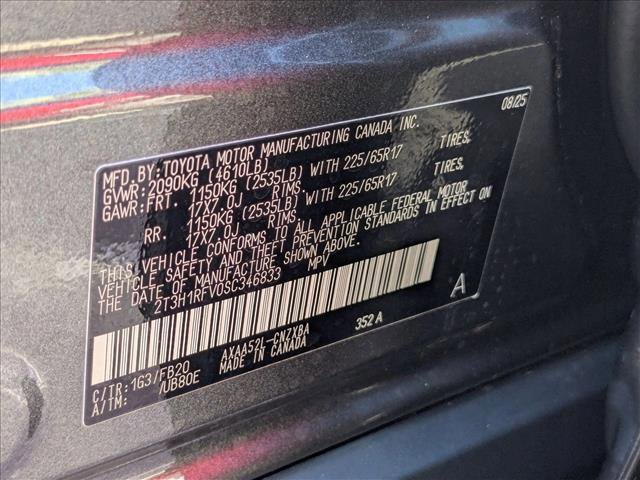 MFD.BY:TOYOTA MOTOR MANUFACTURING CANADA INC. 08/25
GVWR: 2090KG (4610LB)
GAWR: FRT. 1150KG (2535LB) WITH 225/65R17 TIRES,
17X7.0J RIMS.
RR. 1150KG (2535LB) WITH 225/65R17 TIRES,
17X7.0J RIMS.
THIS VEHICLE CONFORMS TO ALL APPLICABLE FEDERAL MOTOR
VEHICLE SAFETY AND THEFT PREVENTION STANDARDS IN EFFECT ON
THE DATE OF MANUFACTURE SHOWN ABOVE.
2T3H1RFV0SC346833 MPV
A
C/TR:1G3/FB20 AXAA52L-CNZXBA 352A
A/TM: /UB80E MADE IN CANADA